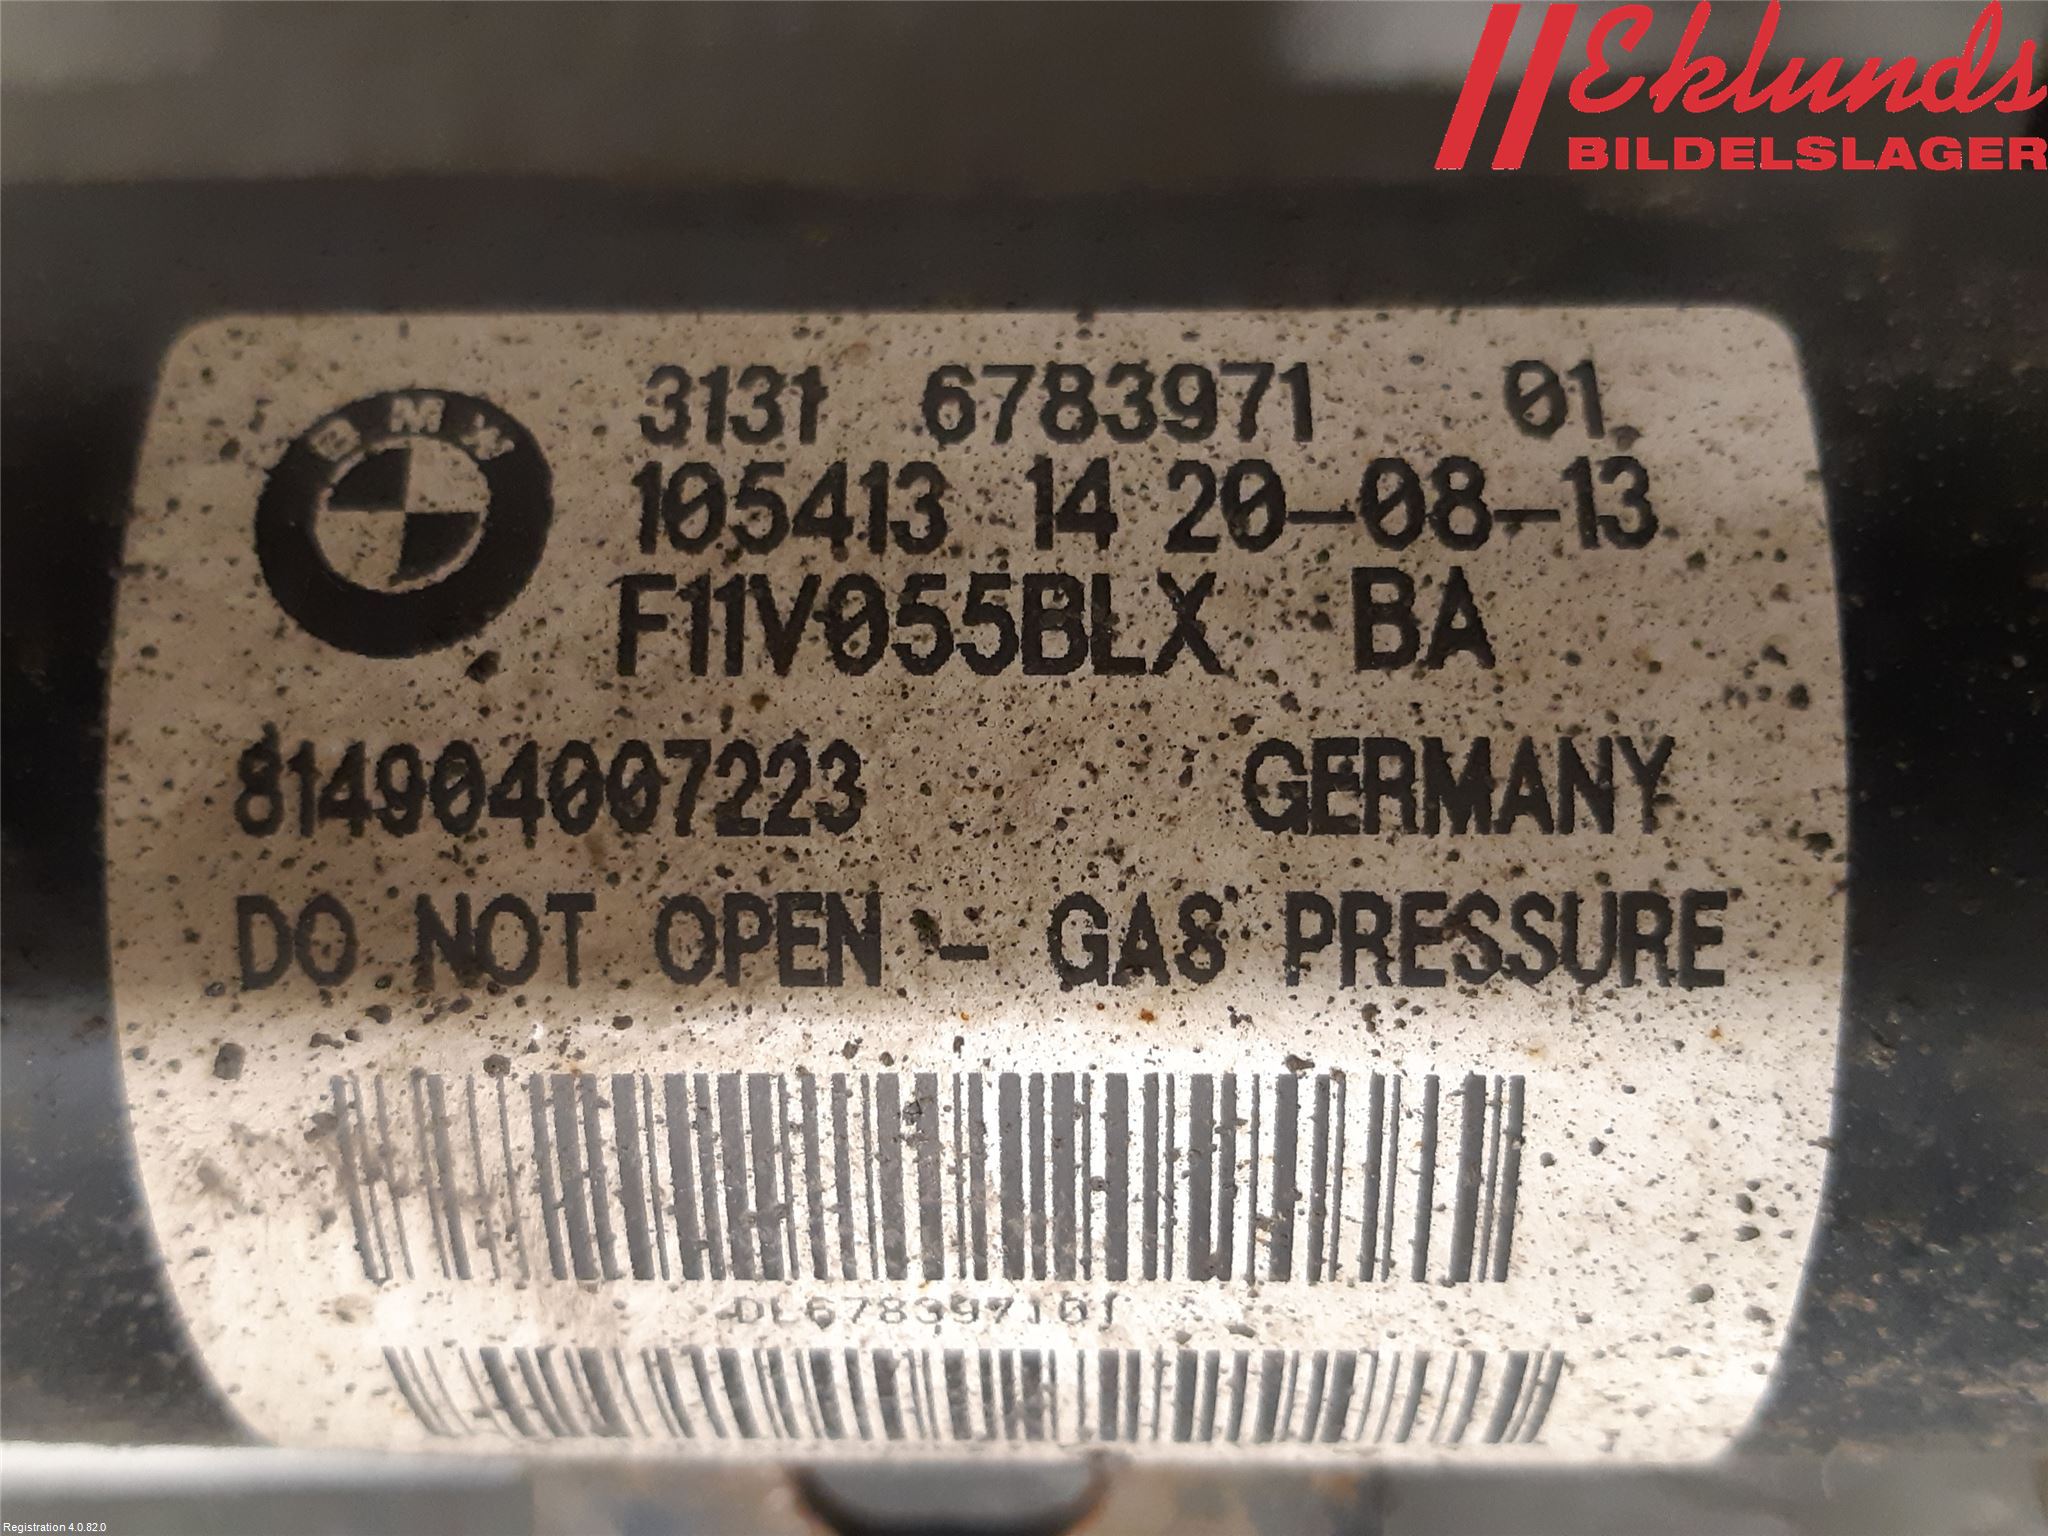 Eklunds
BILDELSLAGER
BMW
3131 6783971 01
105413 14 20-08-13
F11V055BLX BA
814904007223 GERMANY
DO NOT OPEN - GAS PRESSURE
DL678397101
Registration 4.0.82.0